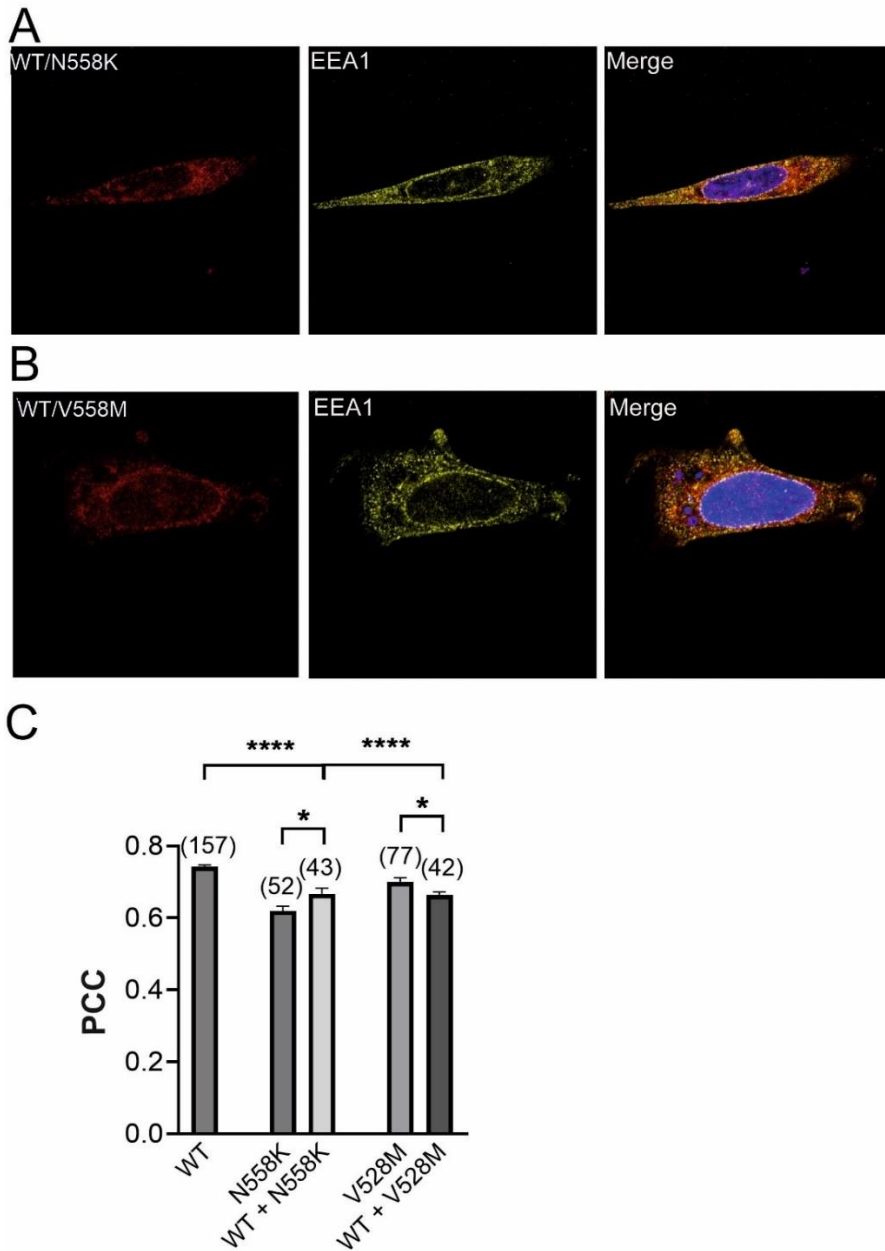 A
WT/N558K EEA1 Merge
B
WT/V558M EEA1 Merge
C
**** ****
* *
(157) (52) (43) (77) (42)
0.8
0.6
0.4
0.2
0.0
PCC
WT N558K WT + N558K V528M WT + V528M